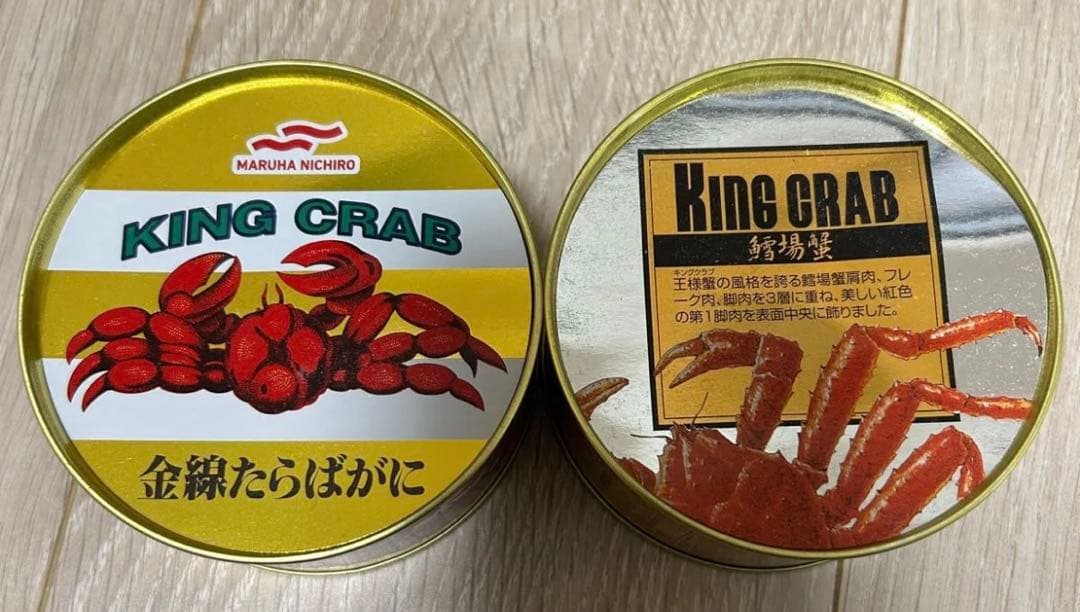 MARUHA NICHIRO
KING CRAB
金線たらばがに
KING CRAB
鱈場蟹
キングクラブ
王様蟹の風格を誇る鱈場蟹肩肉、フレ
ーク肉、脚肉を3層に重ね、美しい紅色
の第1脚肉を表面中央に飾りました。